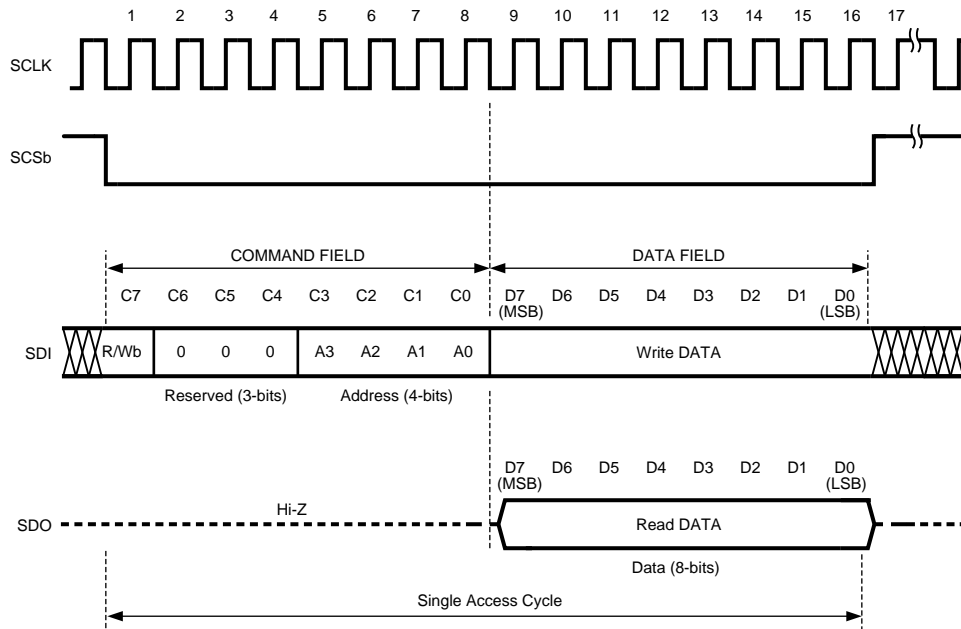 1 2 3 4 5 6 7 8 9 10 11 12 13 14 15 16 17
SCLK
SCSb
COMMAND FIELD DATA FIELD
C7 C6 C5 C4 C3 C2 C1 C0 D7 D6 D5 D4 D3 D2 D1 D0
(MSB) (LSB)
SDI R/Wb 0 0 0 A3 A2 A1 A0 Write DATA
Reserved (3-bits) Address (4-bits)
D7 D6 D5 D4 D3 D2 D1 D0
(MSB) (LSB)
Hi-Z
SDO Read DATA
Data (8-bits)
Single Access Cycle